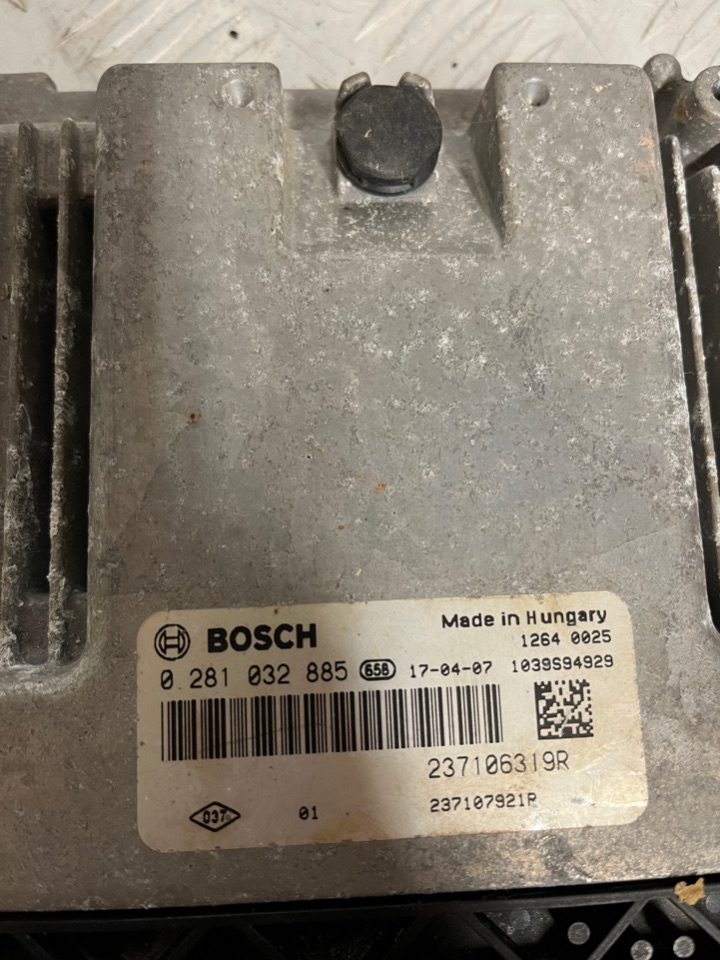 BOSCH
Made in Hungary
1264 0025
0 281 032 885 658 17-04-07 1039S94929
237106319R
237107921R
037
01